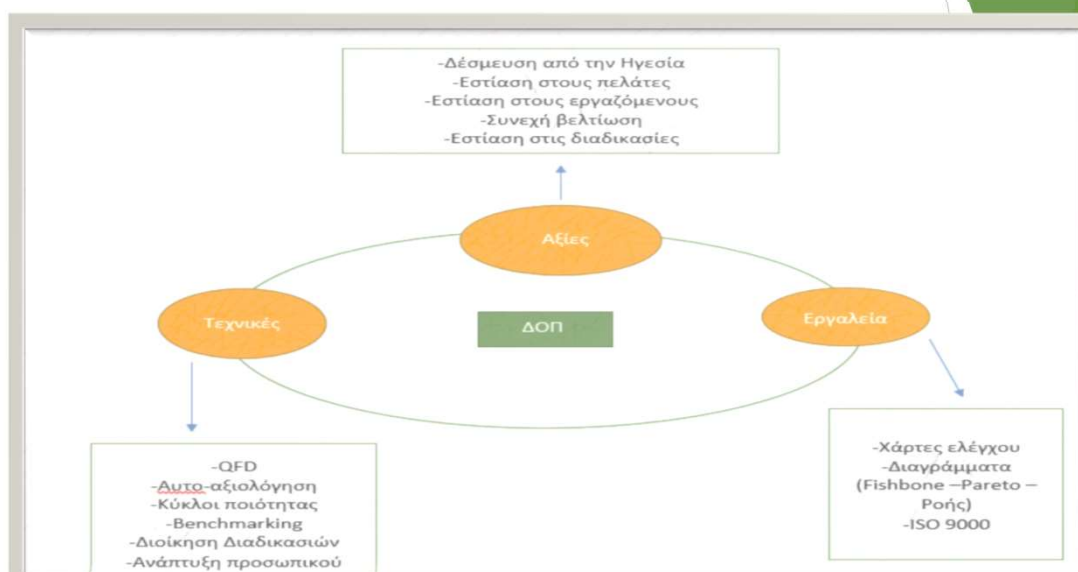 -Δέσμευση από την Ηγεσία
-Εστίαση στους πελάτες
-Εστίαση στους εργαζόμενους
-Συνεχή βελτίωση
-Εστίαση στις διαδικασίες
Αξίες
Τεχνικές
ΔΟΠ
Εργαλεία
-QFD
-Αυτο-αξιολόγηση
-Κύκλοι ποιότητας
-Benchmarking
-Διοίκηση Διαδικασιών
-Ανάπτυξη προσωπικού
-Χάρτες ελέγχου
-Διαγράμματα
(Fishbone –Pareto –
Ροής)
-ISO 9000